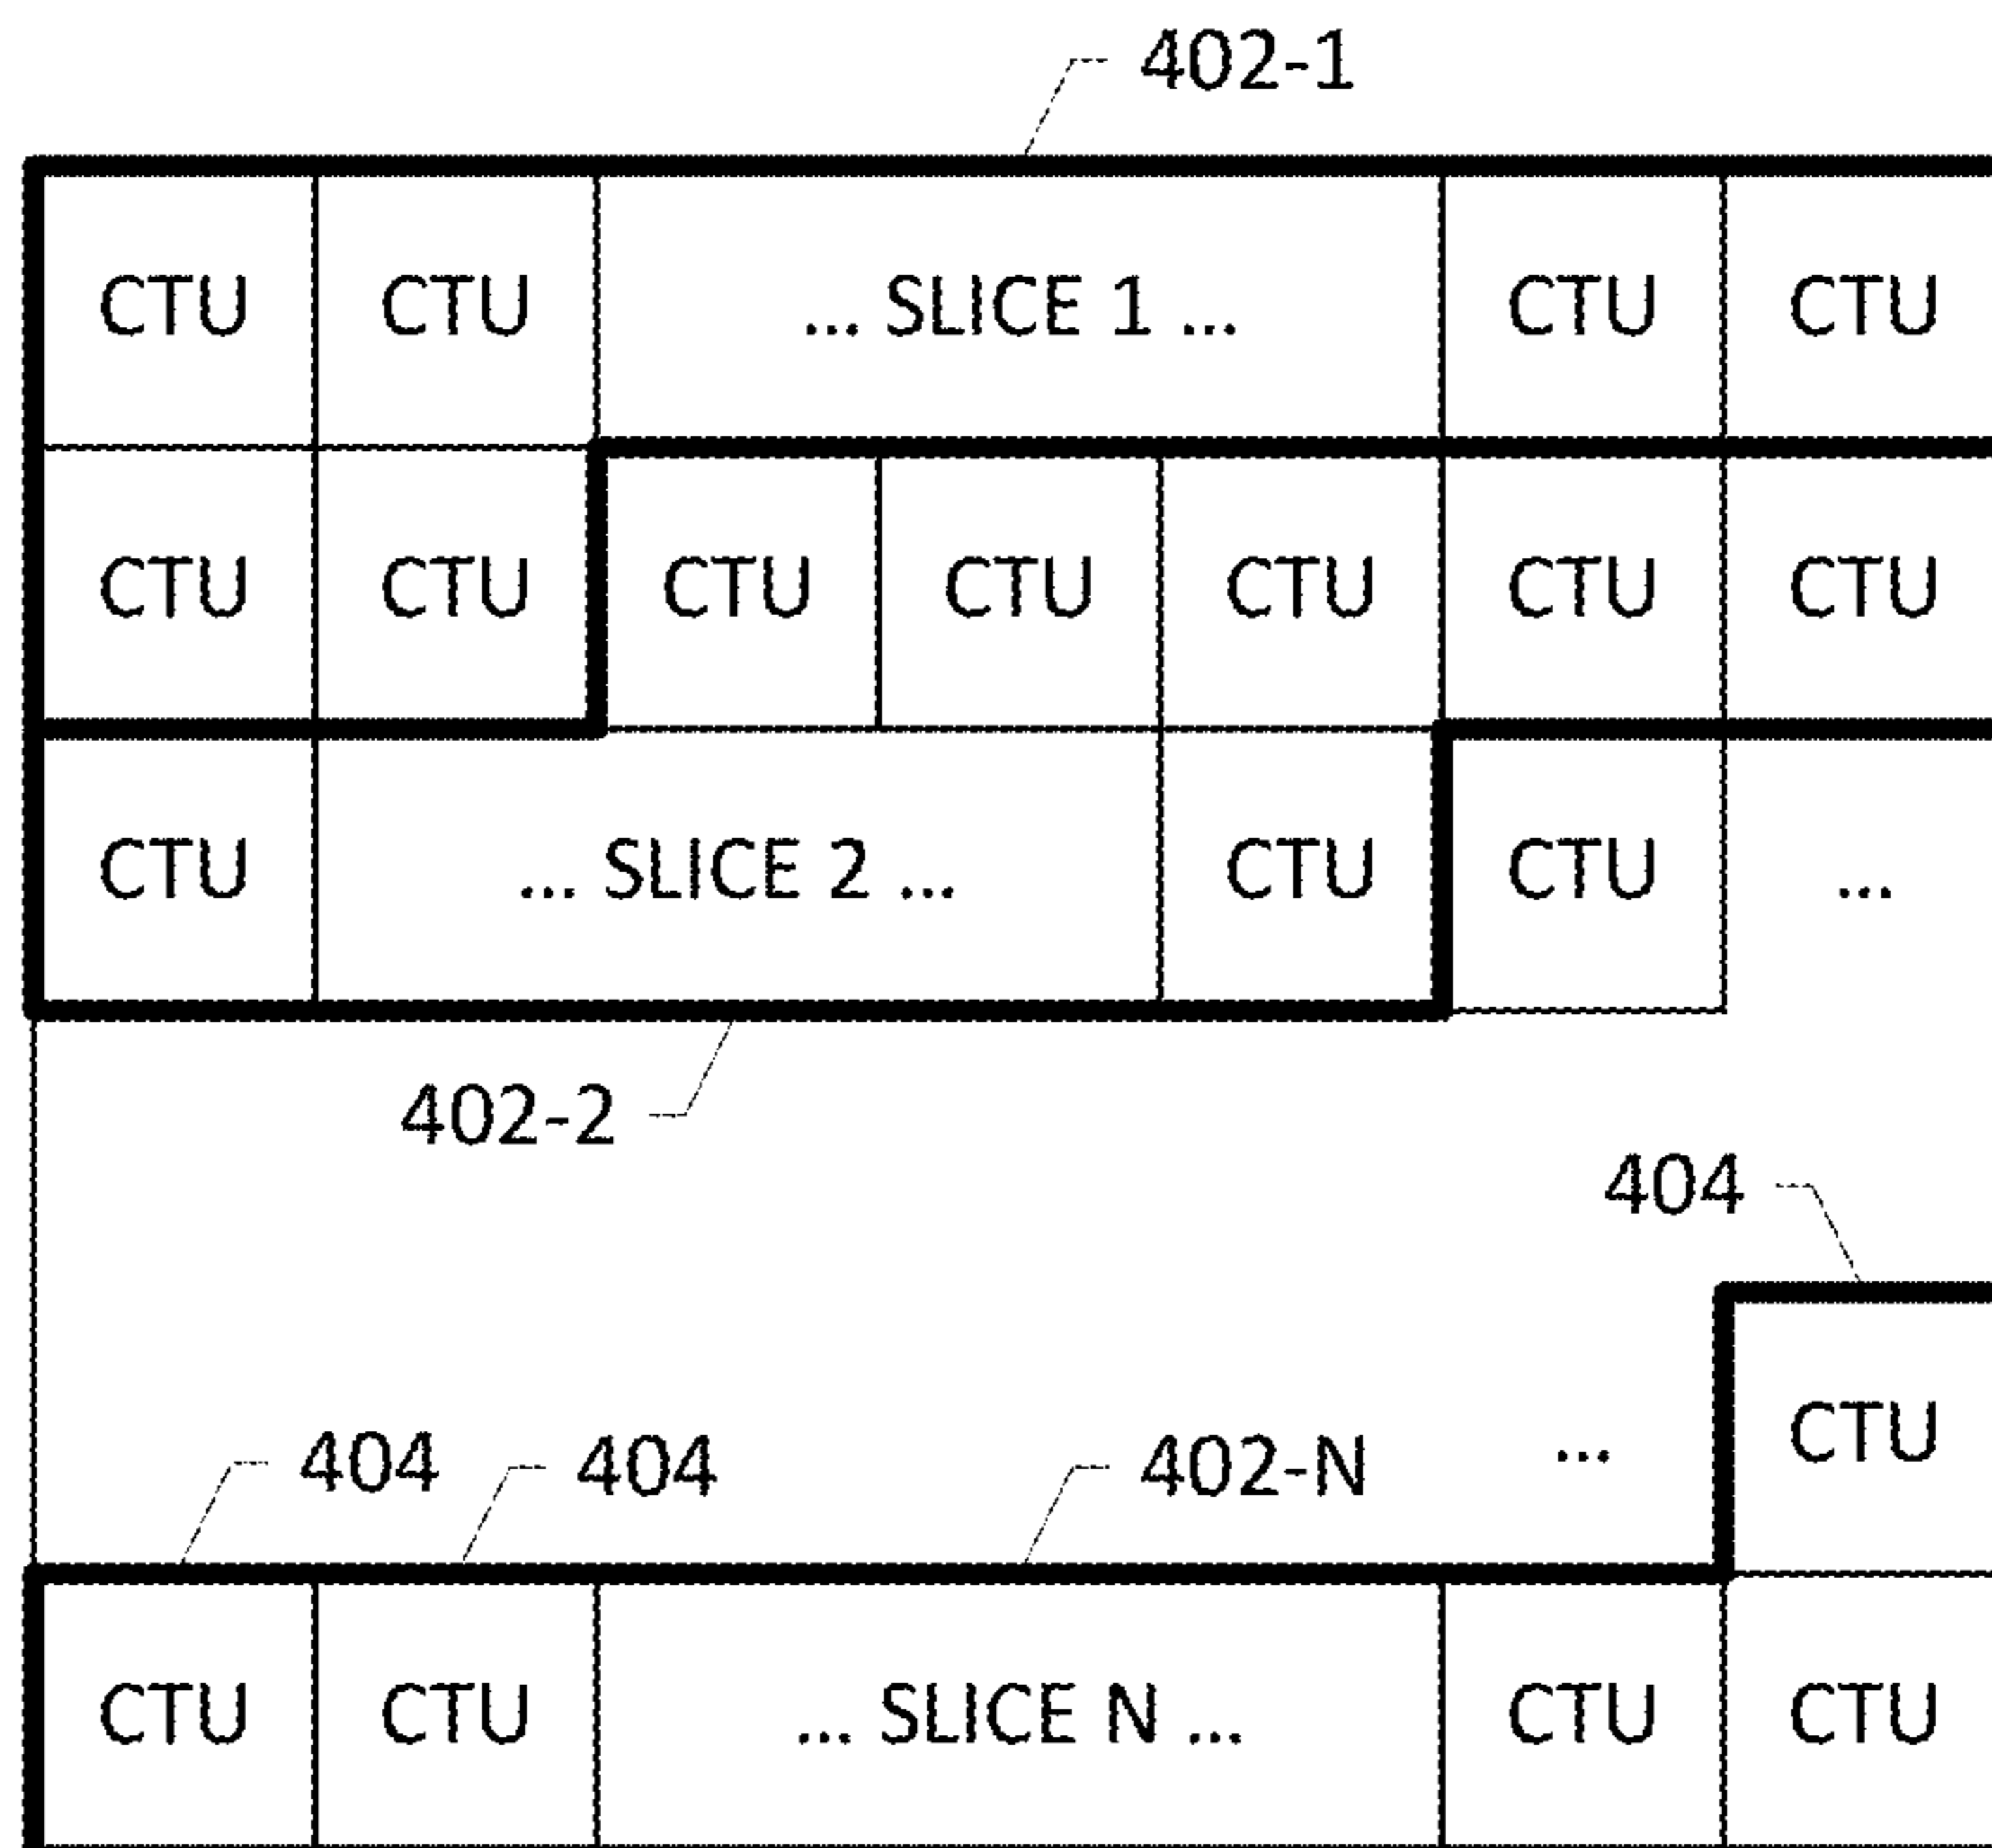 402-1
CTU CTU ... SLICE 1 ... CTU CTU
CTU CTU CTU CTU CTU CTU CTU
CTU ... SLICE 2 ... CTU CTU ...
402-2
404
... CTU
404 404 402-N
CTU CTU ... SLICE N ... CTU CTU